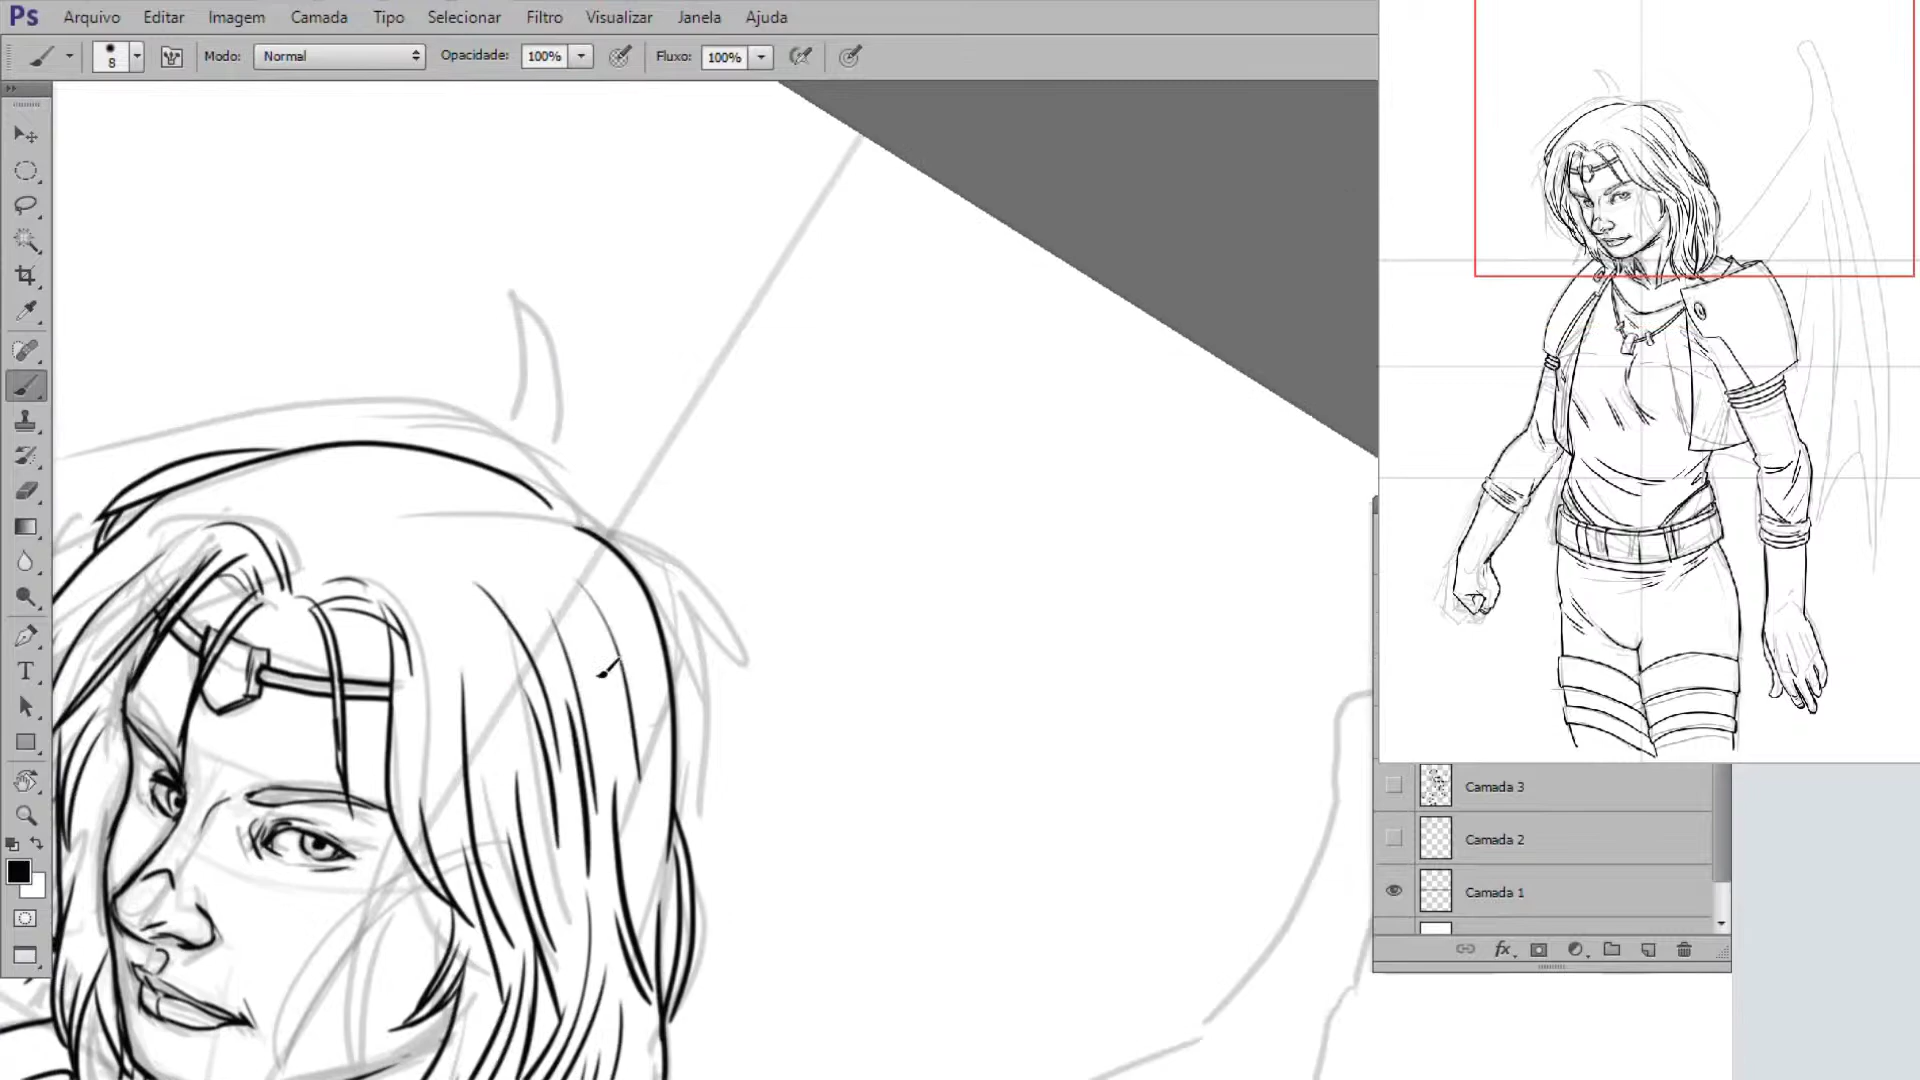 Ps Arquivo Editar Imagem Camada Tipo Selecionar Filtro Visualizar Janela Ajuda
8 Modo: Normal Opacidade: 100% Fluxo: 100%
T
Camada 3
Camada 2
Camada 1
fx